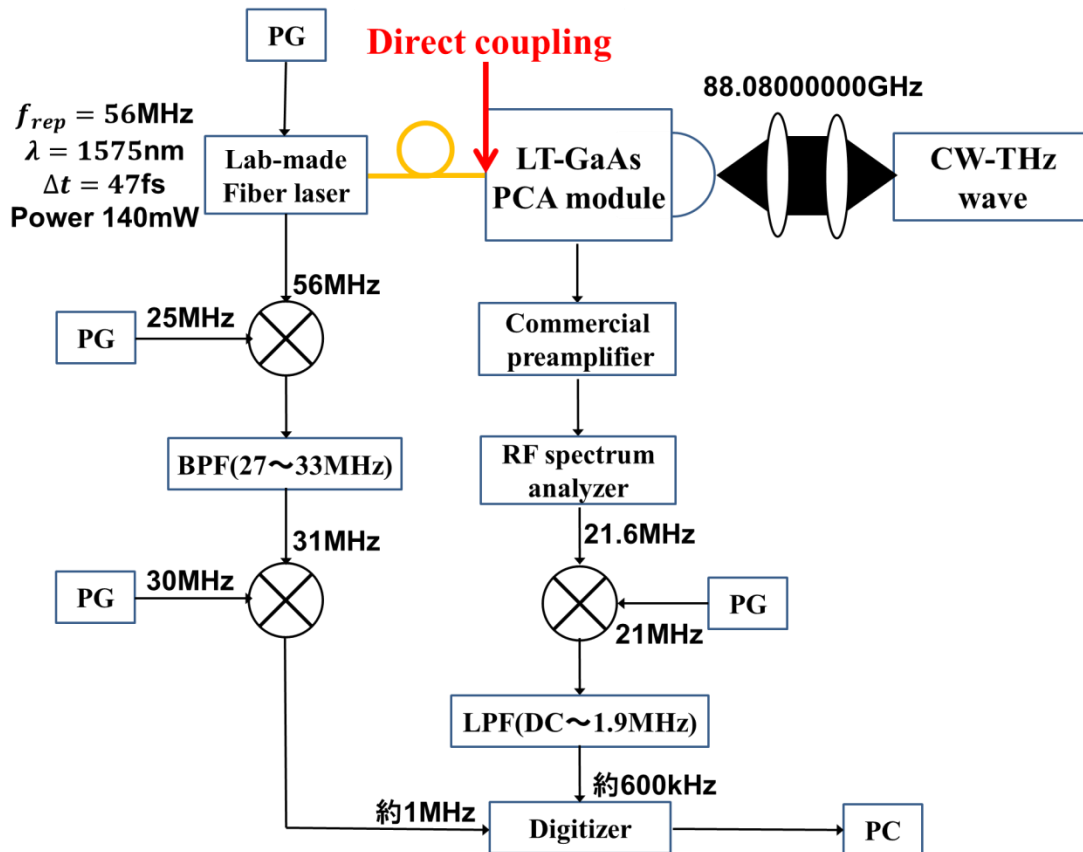 PG
Direct coupling
88.08000000GHz
f_rep = 56MHz
λ = 1575nm
Δt = 47fs
Power 140mW
Lab-made
Fiber laser
LT-GaAs
PCA module
CW-THz
wave
56MHz
PG
25MHz
Commercial
preamplifier
BPF(27～33MHz)
RF spectrum
analyzer
31MHz
21.6MHz
PG
30MHz
PG
21MHz
LPF(DC～1.9MHz)
約1MHz
約600kHz
Digitizer
PC